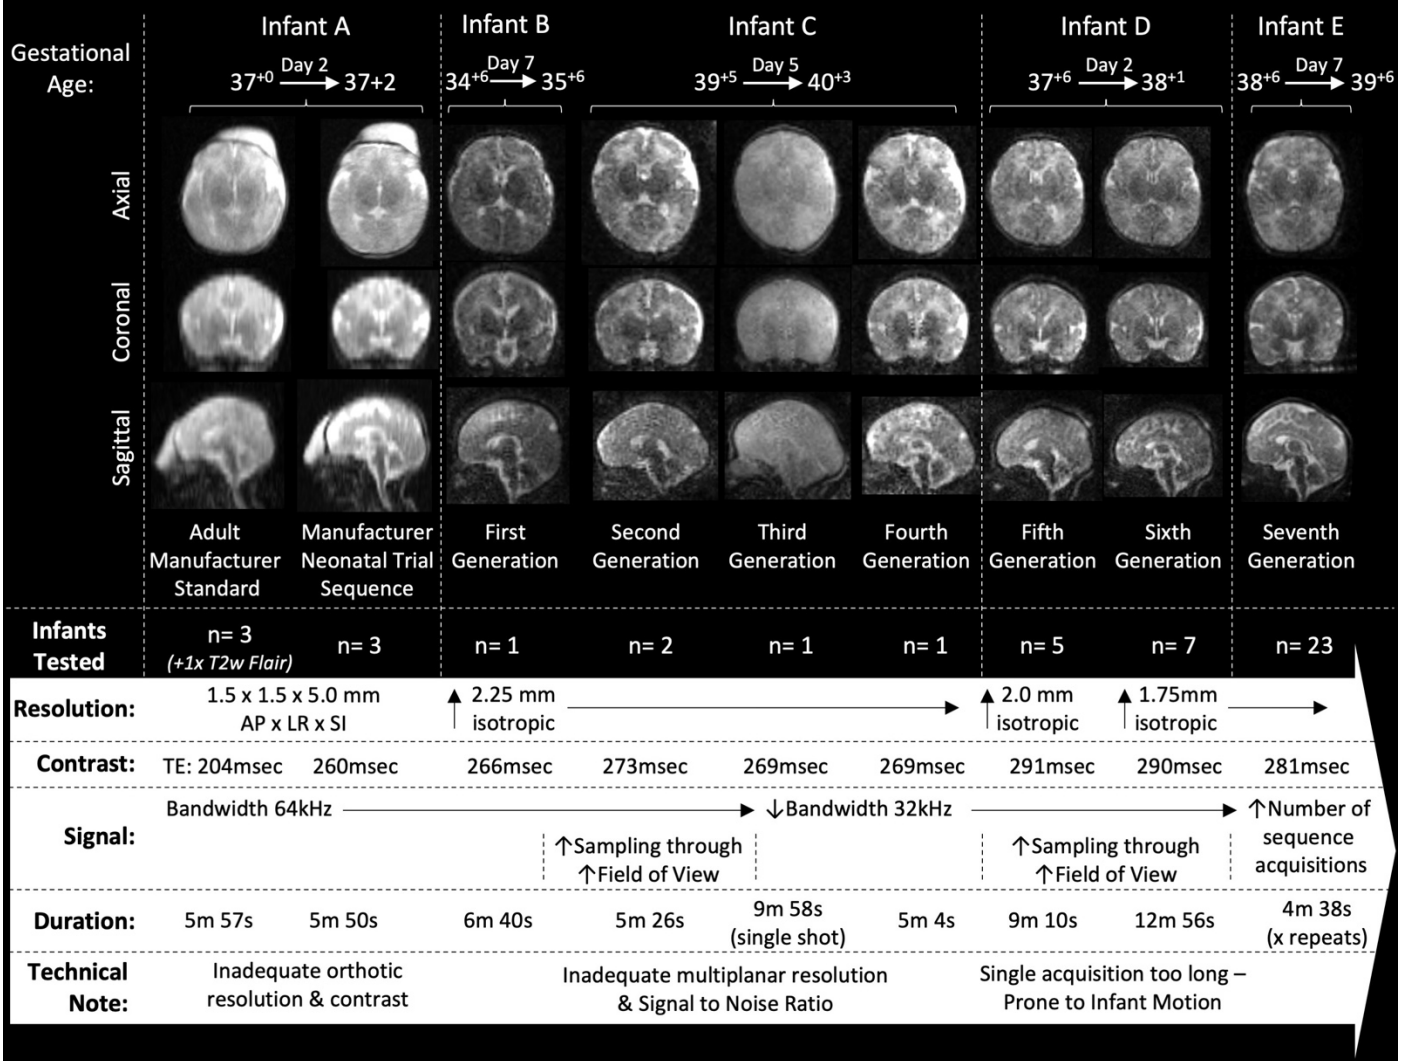 Infant A
Infant B
Infant C
Infant D
Infant E
Gestational
Age:
Day 2
37+0 37+2
Day 7
34+6 35+6
Day 5
39+5 40+3
Day 2
37+6 38+1
Day 7
38+6 39+6
Axial
Coronal
Sagittal
Adult
Manufacturer
Standard
Manufacturer
Neonatal Trial
Sequence
First
Generation
Second
Generation
Third
Generation
Fourth
Generation
Fifth
Generation
Sixth
Generation
Seventh
Generation
Infants
Tested
n= 3
(+1x T2w Flair)
n= 3
n= 1
n= 2
n= 1
n= 1
n= 5
n= 7
n= 23
Resolution:
1.5 x 1.5 x 5.0 mm
AP x LR x SI
↑ 2.25 mm
isotropic
↑ 2.0 mm
isotropic
↑ 1.75mm
isotropic
Contrast:
TE: 204msec
260msec
266msec
273msec
269msec
269msec
291msec
290msec
281msec
Signal:
Bandwidth 64kHz
↓Bandwidth 32kHz
↑Number of
sequence
acquisitions
↑Sampling through
↑Field of View
↑Sampling through
↑Field of View
Duration:
5m 57s
5m 50s
6m 40s
5m 26s
9m 58s
(single shot)
5m 4s
9m 10s
12m 56s
4m 38s
(x repeats)
Technical
Note:
Inadequate orthotic
resolution & contrast
Inadequate multiplanar resolution
& Signal to Noise Ratio
Single acquisition too long –
Prone to Infant Motion